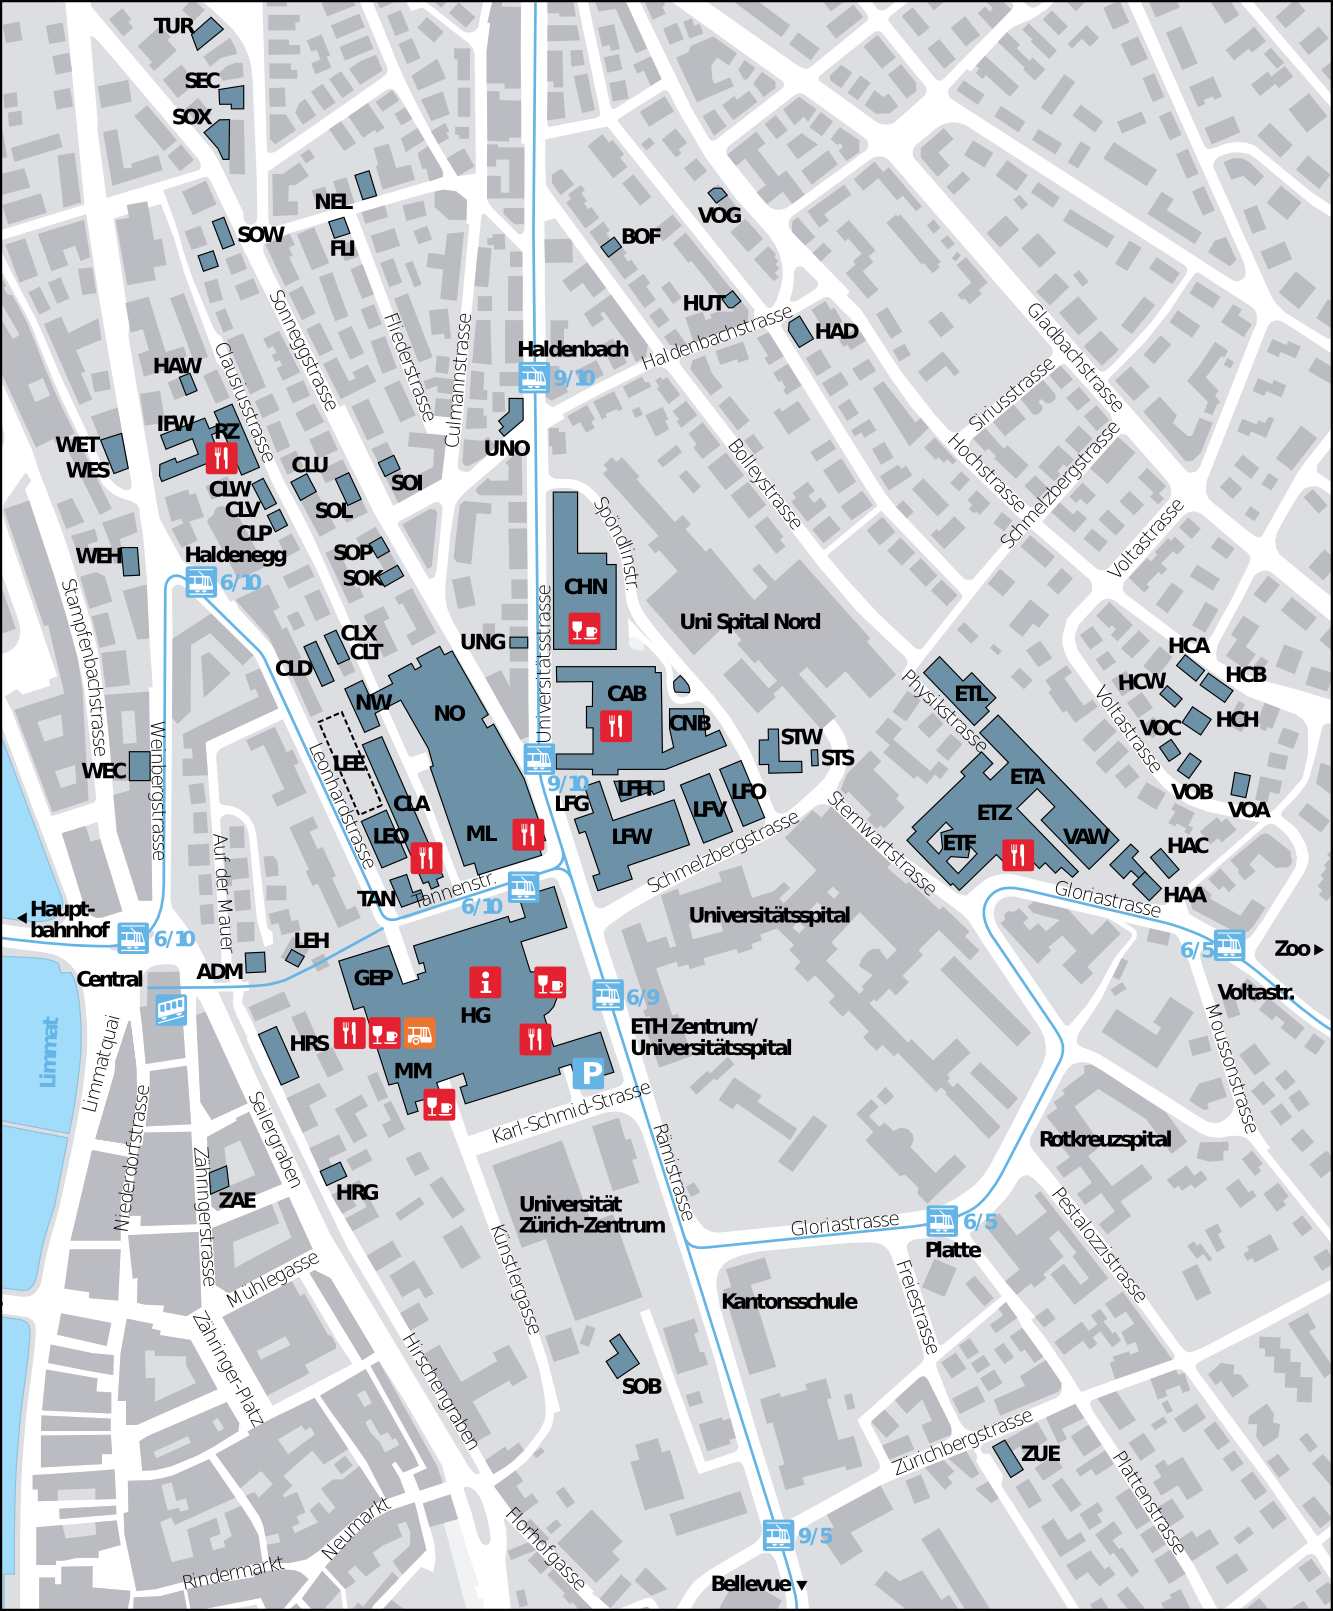 TUR
SEC
SOX
NEL
VOG
SOW
FLI
BOF
HUT
HAD
Sonneggstrasse
Fliederstrasse
Culmannstrasse
Haldenbachstrasse
Gladbachstrasse
Haldenbach
9/10
Clausiusstrasse
HAW
Siriusstrasse
IFW
RZ
WET
WES
UNO
Bolleystrasse
Hochstrasse
Schmelzbergstrasse
CLU
SOI
CLW
SOL
CLV
CLP
Spöndlinstr.
Voltastrasse
WEH
Haldenegg
6/10
SOP
SOK
CHN
Stampfenbachstrasse
Universitätsstrasse
Uni Spital Nord
CLX
CLT
UNG
CLD
HCA
HCB
HCW
HCH
Physikstrasse
ETL
Voltastrasse
NW
NO
CAB
CNB
VOC
STW
STS
WEC
Weinbergstrasse
LEE
Leonhardstrasse
9/10
ETA
VOB
VOA
LFH
LFO
LFG
LFV
CLA
ETZ
LEO
ML
LFW
Schmelzbergstrasse
Sternwartstrasse
ETF
VAW
HAC
HAA
Auf der Mauer
TAN
Tannenstr.
6/10
Gloriastrasse
Haupt-
bahnhof
6/10
Universitätsspital
LEH
6/5
Zoo
Central
ADM
GEP
Voltastr.
HG
6/9
ETH Zentrum/
Universitätsspital
Limmat
Limmatquai
HRS
MM
P
Moussonstrasse
Karl-Schmid-Strasse
Niederdorfstrasse
Seilergraben
Rämistrasse
Rotkreuzspital
Zähringerstrasse
ZAE
HRG
Universität
Zürich-Zentrum
Pestalozzistrasse
Gloriastrasse
6/5
Platte
Künstlergasse
Mühlegasse
Freiestrasse
Kantonsschule
Zähringer-Platz
Hirschengraben
SOB
Zürichbergstrasse
ZUE
Plattenstrasse
Neumarkt
Florhofgasse
9/5
Rindermarkt
Bellevue